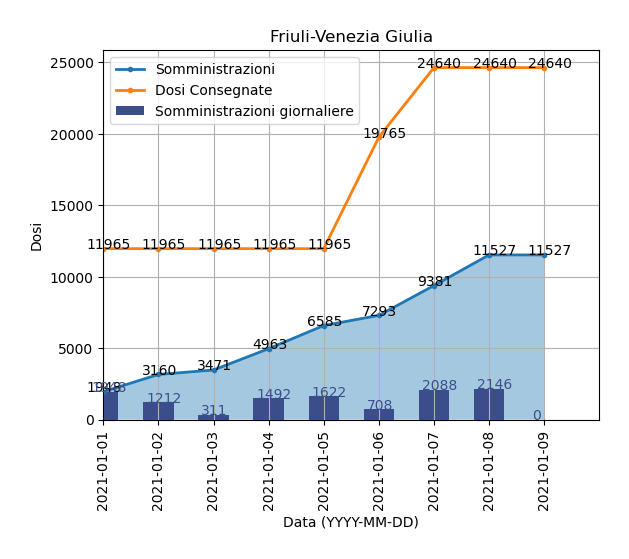 Friuli-Venezia Giulia
Somministrazioni
Dosi Consegnate
Somministrazioni giornaliere
Dosi
25000
20000
15000
10000
5000
0
11965 11965 11965 11965 11965 19765 24640 24640 24640
1948 3160 3471 4963 6585 7293 9381 11527 11527
1948 1212 311 1492 1622 708 2088 2146 0
2021-01-01
2021-01-02
2021-01-03
2021-01-04
2021-01-05
2021-01-06
2021-01-07
2021-01-08
2021-01-09
Data (YYYY-MM-DD)